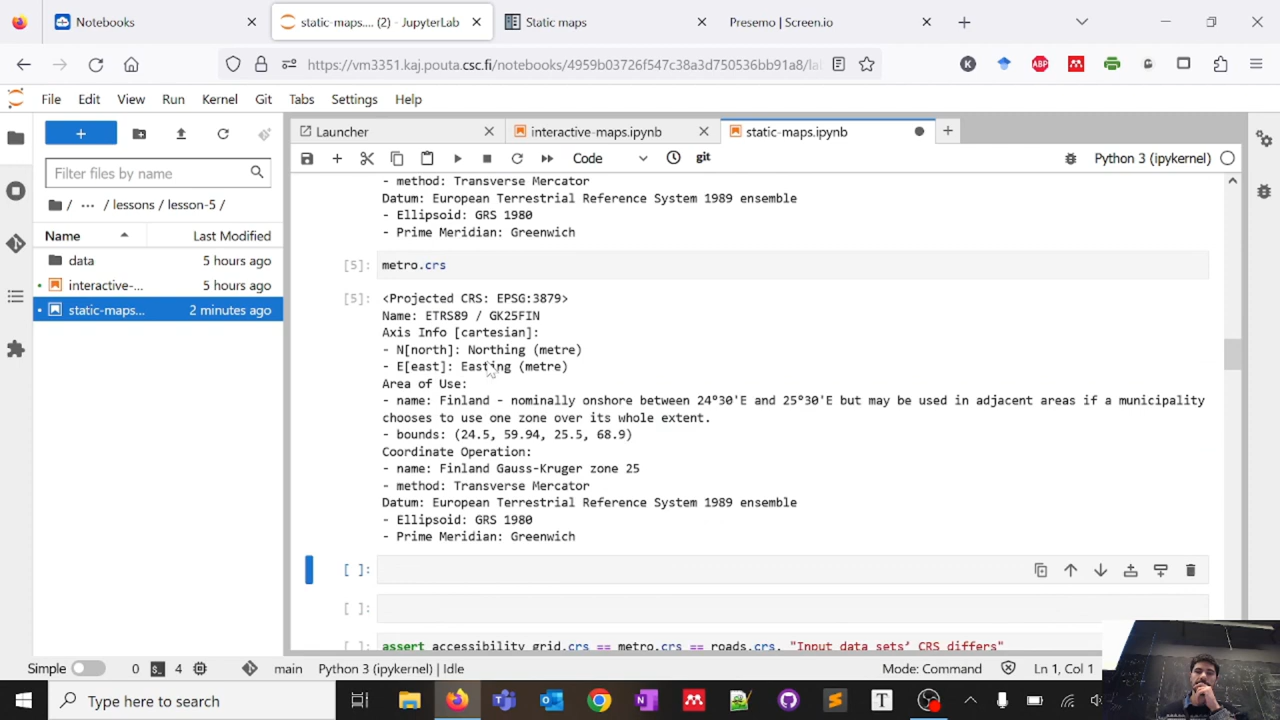 Notebooks
static-maps.... (2) - JupyterLab
Static maps
Presemo | Screen.io
https://vm3351.kaj.pouta.csc.fi/notebooks/4959b03726f547c38a3d750536bb91a8/la
File Edit View Run Kernel Git Tabs Settings Help
Launcher
interactive-maps.ipynb
static-maps.ipynb
Filter files by name
Code
git
Python 3 (ipykernel)
/ ··· / lessons / lesson-5 /
Name Last Modified
data 5 hours ago
interactive-... 5 hours ago
static-maps... 2 minutes ago
- method: Transverse Mercator
Datum: European Terrestrial Reference System 1989 ensemble
- Ellipsoid: GRS 1980
- Prime Meridian: Greenwich
[5]: metro.crs
[5]: <Projected CRS: EPSG:3879>
Name: ETRS89 / GK25FIN
Axis Info [cartesian]:
- N[north]: Northing (metre)
- E[east]: Easting (metre)
Area of Use:
- name: Finland - nominally onshore between 24°30'E and 25°30'E but may be used in adjacent areas if a municipality
chooses to use one zone over its whole extent.
- bounds: (24.5, 59.94, 25.5, 68.9)
Coordinate Operation:
- name: Finland Gauss-Kruger zone 25
- method: Transverse Mercator
Datum: European Terrestrial Reference System 1989 ensemble
- Ellipsoid: GRS 1980
- Prime Meridian: Greenwich
[ ]:
[ ]:
[ ]: assert accessibility_grid.crs == metro.crs == roads.crs, "Input data sets’ CRS differs"
Simple 0 4 main Python 3 (ipykernel) | Idle Mode: Command Ln 1, Col 1
Type here to search